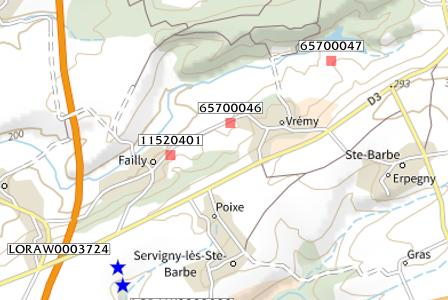 65700047
293
D3
65700046
Vrémy
11520401
200
Failly
Ste-Barbe
Erpegny
Poixe
LORAW0003724
Servigny-lès-Ste-
Barbe
Gras